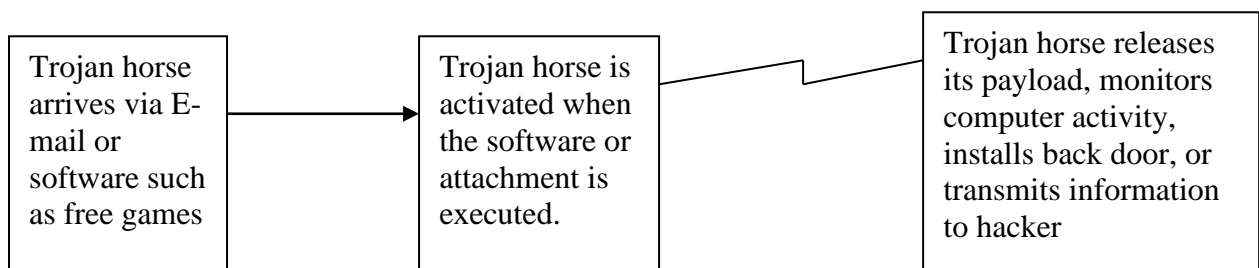 Trojan horse
arrives via E-
mail or
software such
as free games
Trojan horse is
activated when
the software or
attachment is
executed.
Trojan horse releases
its payload, monitors
computer activity,
installs back door, or
transmits information
to hacker